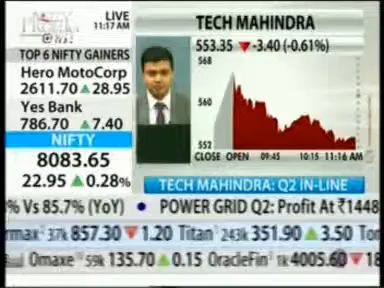 LIVE
11:17 AM
TECH MAHINDRA
553.35 ▼ -3.40 (-0.61%)
TOP 6 NIFTY GAINERS
Hero MotoCorp
2611.70 ▲ 28.95
Yes Bank
786.70 ▲ 7.40
NIFTY
8083.65
22.95 ▲ 0.28%
568
560
552
CLOSE OPEN 09:45 10:15 11:16 AM
TECH MAHINDRA: Q2 IN-LINE
% Vs 85.7% (YoY) • POWER GRID Q2: Profit At ₹1448
rmax 37k 857.30 ▼ 1.20 Titan 243k 351.90 ▲ 3.50 Tor
Omaxe 59k 135.70 ▲ 0.15 OracleFin 1k 4005.60 ▼ 18